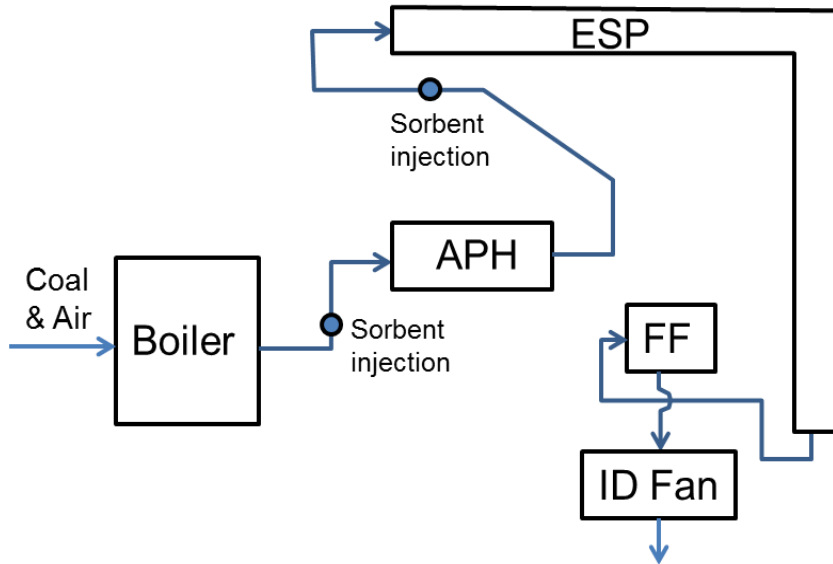 ESP
Sorbent
injection
APH
Coal
& Air
Boiler
Sorbent
injection
FF
ID Fan